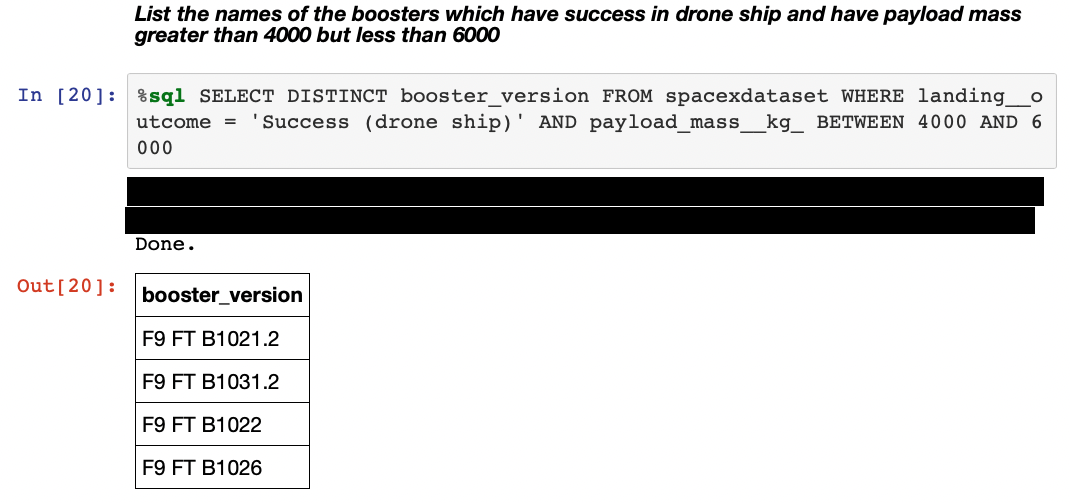 List the names of the boosters which have success in drone ship and have payload mass
greater than 4000 but less than 6000
In [20]: %sql SELECT DISTINCT booster_version FROM spacexdataset WHERE landing__o
utcome = 'Success (drone ship)' AND payload_mass__kg_ BETWEEN 4000 AND 6
000
Done.
Out[20]: booster_version
F9 FT B1021.2
F9 FT B1031.2
F9 FT B1022
F9 FT B1026